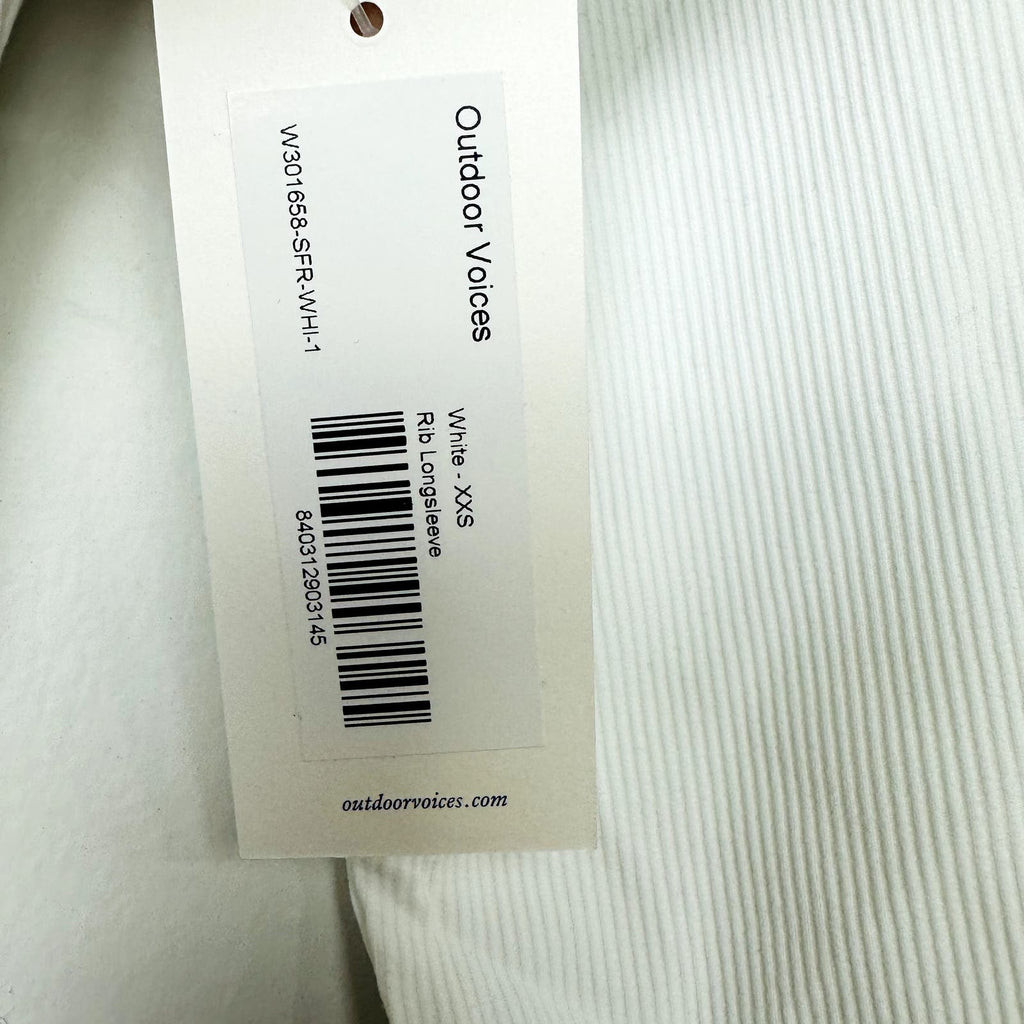 Outdoor Voices
White - XXS
Rib Longsleeve
840312903145
W301658-SFR-WHI-1
outdoorvoices.com